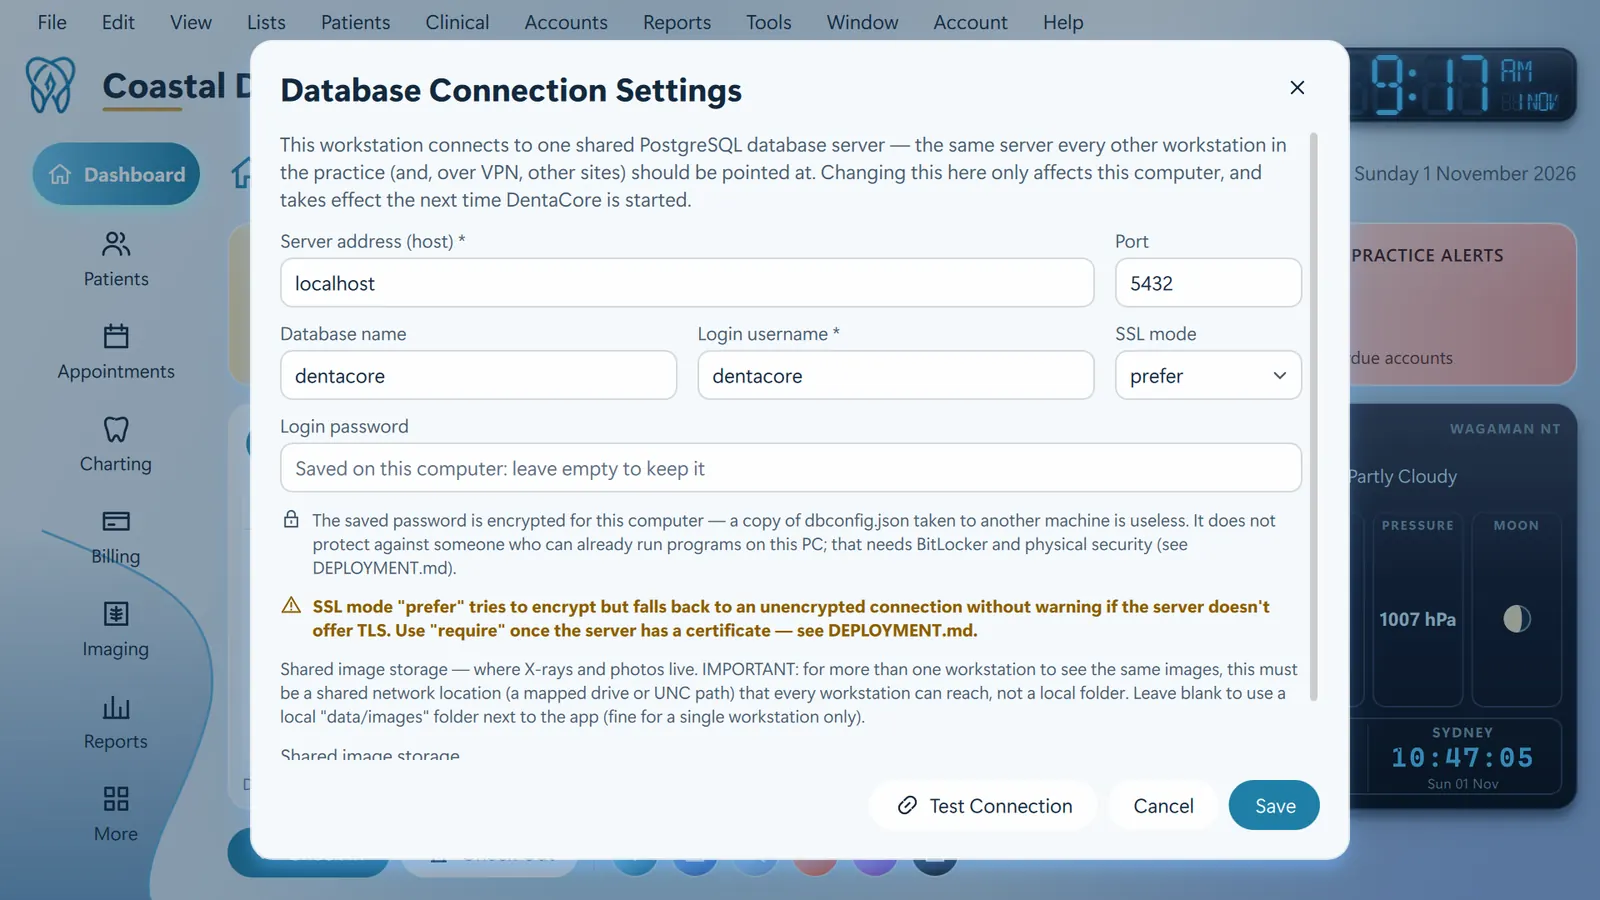 File Edit View Lists Patients Clinical Accounts Reports Tools Window Account Help
Coastal D
9:17 AM
1 NOV
Sunday 1 November 2026
Dashboard
Patients
Appointments
Charting
Billing
Imaging
Reports
More
Database Connection Settings
This workstation connects to one shared PostgreSQL database server — the same server every other workstation in
the practice (and, over VPN, other sites) should be pointed at. Changing this here only affects this computer, and
takes effect the next time DentaCore is started.
Server address (host) * Port
localhost 5432
Database name Login username * SSL mode
dentacore dentacore prefer
Login password
Saved on this computer: leave empty to keep it
The saved password is encrypted for this computer — a copy of dbconfig.json taken to another machine is useless. It does not
protect against someone who can already run programs on this PC; that needs BitLocker and physical security (see
DEPLOYMENT.md).
SSL mode "prefer" tries to encrypt but falls back to an unencrypted connection without warning if the server doesn't
offer TLS. Use "require" once the server has a certificate — see DEPLOYMENT.md.
Shared image storage — where X-rays and photos live. IMPORTANT: for more than one workstation to see the same images, this must
be a shared network location (a mapped drive or UNC path) that every workstation can reach, not a local folder. Leave blank to use a
local "data/images" folder next to the app (fine for a single workstation only).
Shared image storage
Test Connection Cancel Save
PRACTICE ALERTS
due accounts
WAGAMAN NT
Partly Cloudy
PRESSURE MOON
1007 hPa
SYDNEY
10:47:05
Sun 01 Nov